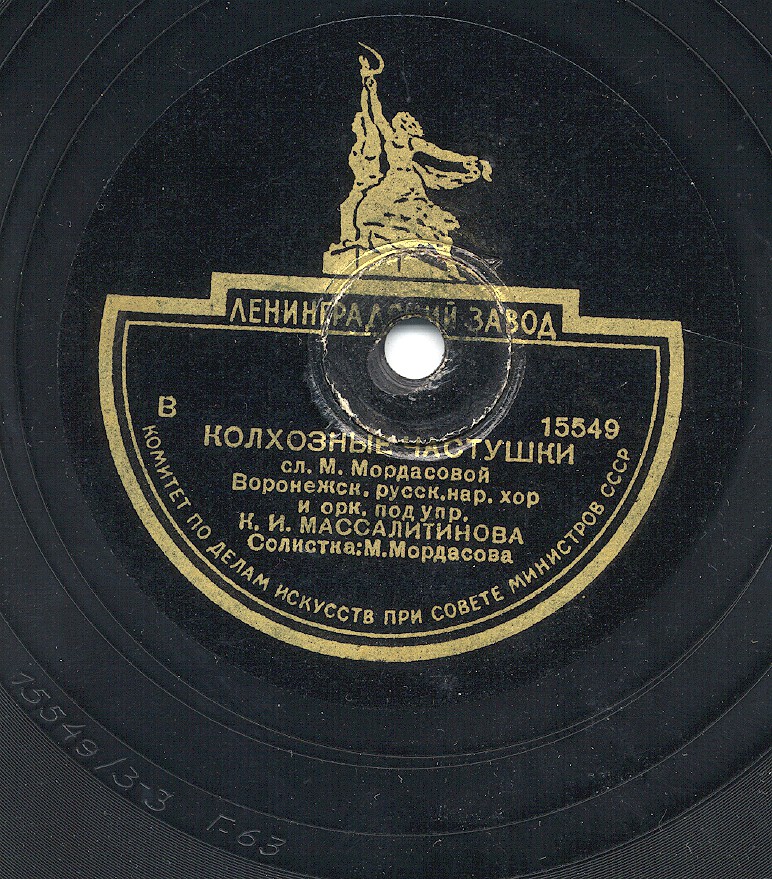 ЛЕНИНГРАДСКИЙ ЗАВОД
В
15549
КОЛХОЗНЫЕ ЧАСТУШКИ
сл. М. Мордасовой
Воронежск. русск. нар. хор
и орк. под упр.
К. И. МАССАЛИТИНОВА
Солистка: М. Мордасова
КОМИТЕТ ПО ДЕЛАМ ИСКУССТВ ПРИ СОВЕТЕ МИНИСТРОВ СССР
15549/3-3 Г-63